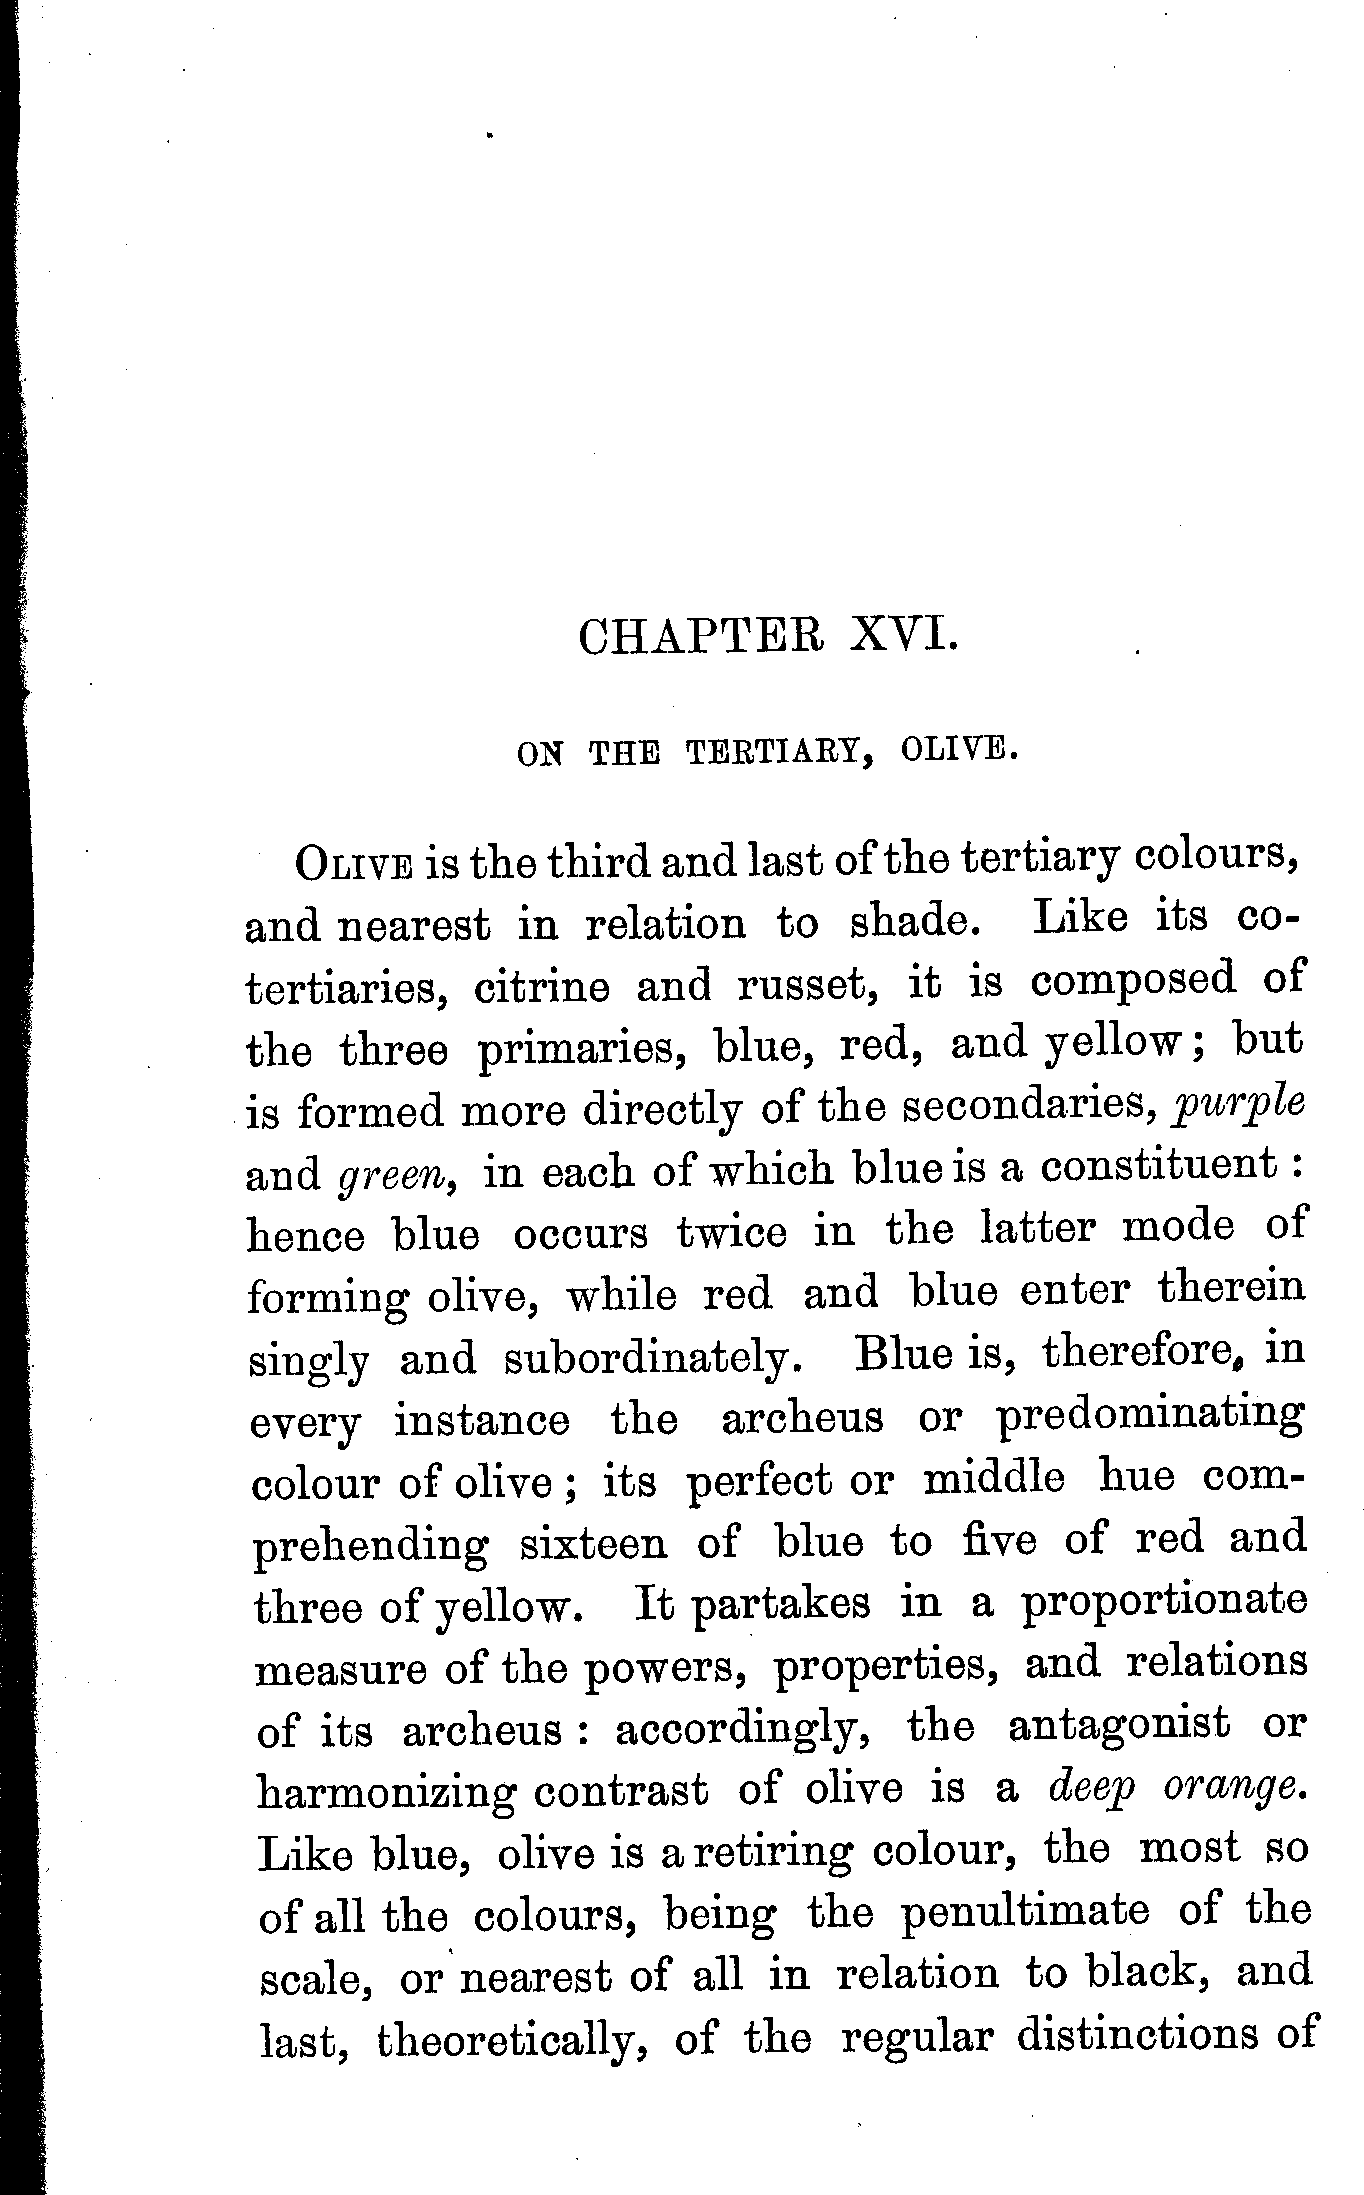 CHAPTER XVI.
ON THE TERTIARY, OLIVE.
OLIVE is the third and last of the tertiary colours,
and nearest in relation to shade. Like its co-
tertiaries, citrine and russet, it is composed of
the three primaries, blue, red, and yellow; but
is formed more directly of the secondaries, purple
and green, in each of which blue is a constituent:
hence blue occurs twice in the latter mode of
forming olive, while red and blue enter therein
singly and subordinately. Blue is, therefore, in
every instance the archeus or predominating
colour of olive; its perfect or middle hue com-
prehending sixteen of blue to five of red and
three of yellow. It partakes in a proportionate
measure of the powers, properties, and relations
of its archeus: accordingly, the antagonist or
harmonizing contrast of olive is a deep orange.
Like blue, olive is a retiring colour, the most so
of all the colours, being the penultimate of the
scale, or nearest of all in relation to black, and
last, theoretically, of the regular distinctions of